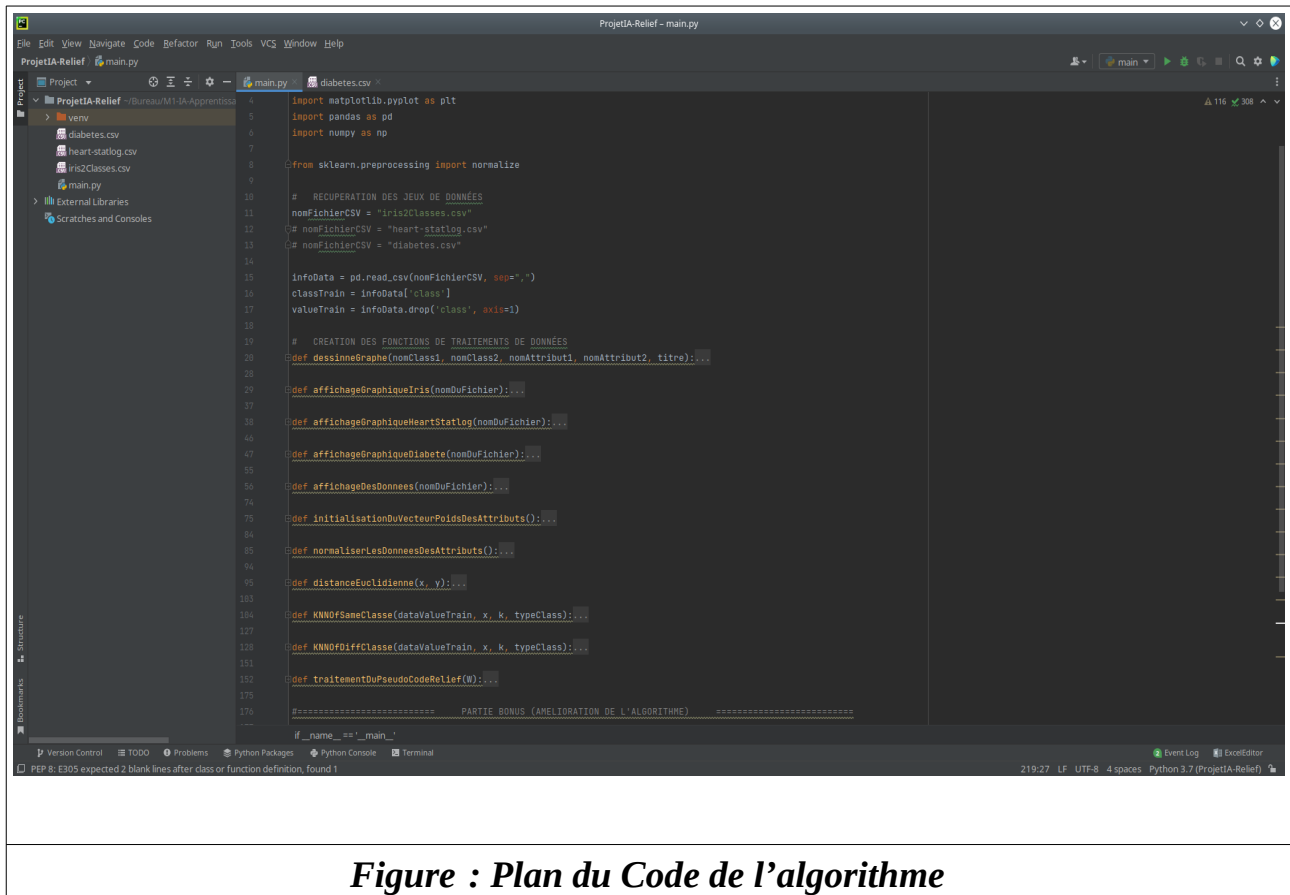 ProjetIA-Relief – main.py
File Edit View Navigate Code Refactor Run Tools VCS Window Help
ProjetIA-Relief main.py
main
Project
main.py
diabetes.csv
Project
ProjetIA-Relief ~/Bureau/M1-IA-Apprentissa
venv
diabetes.csv
heart-statlog.csv
iris2Classes.csv
main.py
External Libraries
Scratches and Consoles
116 308
4 import matplotlib.pyplot as plt
5 import pandas as pd
6 import numpy as np
7
8 from sklearn.preprocessing import normalize
9
10 # RECUPERATION DES JEUX DE DONNÉES
11 nomFichierCSV = "iris2Classes.csv"
12 # nomFichierCSV = "heart-statlog.csv"
13 # nomFichierCSV = "diabetes.csv"
14
15 infoData = pd.read_csv(nomFichierCSV, sep=",")
16 classTrain = infoData['class']
17 valueTrain = infoData.drop('class', axis=1)
18
19 # CREATION DES FONCTIONS DE TRAITEMENTS DE DONNÉES
20 def dessinneGraphe(nomClass1, nomClass2, nomAttribut1, nomAttribut2, titre):...
28
29 def affichageGraphiqueIris(nomDuFichier):...
37
38 def affichageGraphiqueHeartStatlog(nomDuFichier):...
46
47 def affichageGraphiqueDiabete(nomDuFichier):...
55
56 def affichageDesDonnees(nomDuFichier):...
74
75 def initialisationDuVecteurPoidsDesAttributs():...
84
85 def normaliserLesDonneesDesAttributs():...
94
95 def distanceEuclidienne(x, y):...
103
104 def KNNOfSameClasse(dataValueTrain, x, k, typeClass):...
127
128 def KNNOfDiffClasse(dataValueTrain, x, k, typeClass):...
151
152 def traitementDuPseudoCodeRelief(W):...
175
176 #========================= PARTIE BONUS (AMELIORATION DE L'ALGORITHME) =========================
if __name__ == '__main__'
Structure
Bookmarks
Version Control TODO Problems Python Packages Python Console Terminal
2 Event Log ExcelEditor
PEP 8: E305 expected 2 blank lines after class or function definition, found 1
219:27 LF UTF-8 4 spaces Python 3.7 (ProjetIA-Relief)
Figure : Plan du Code de l’algorithme